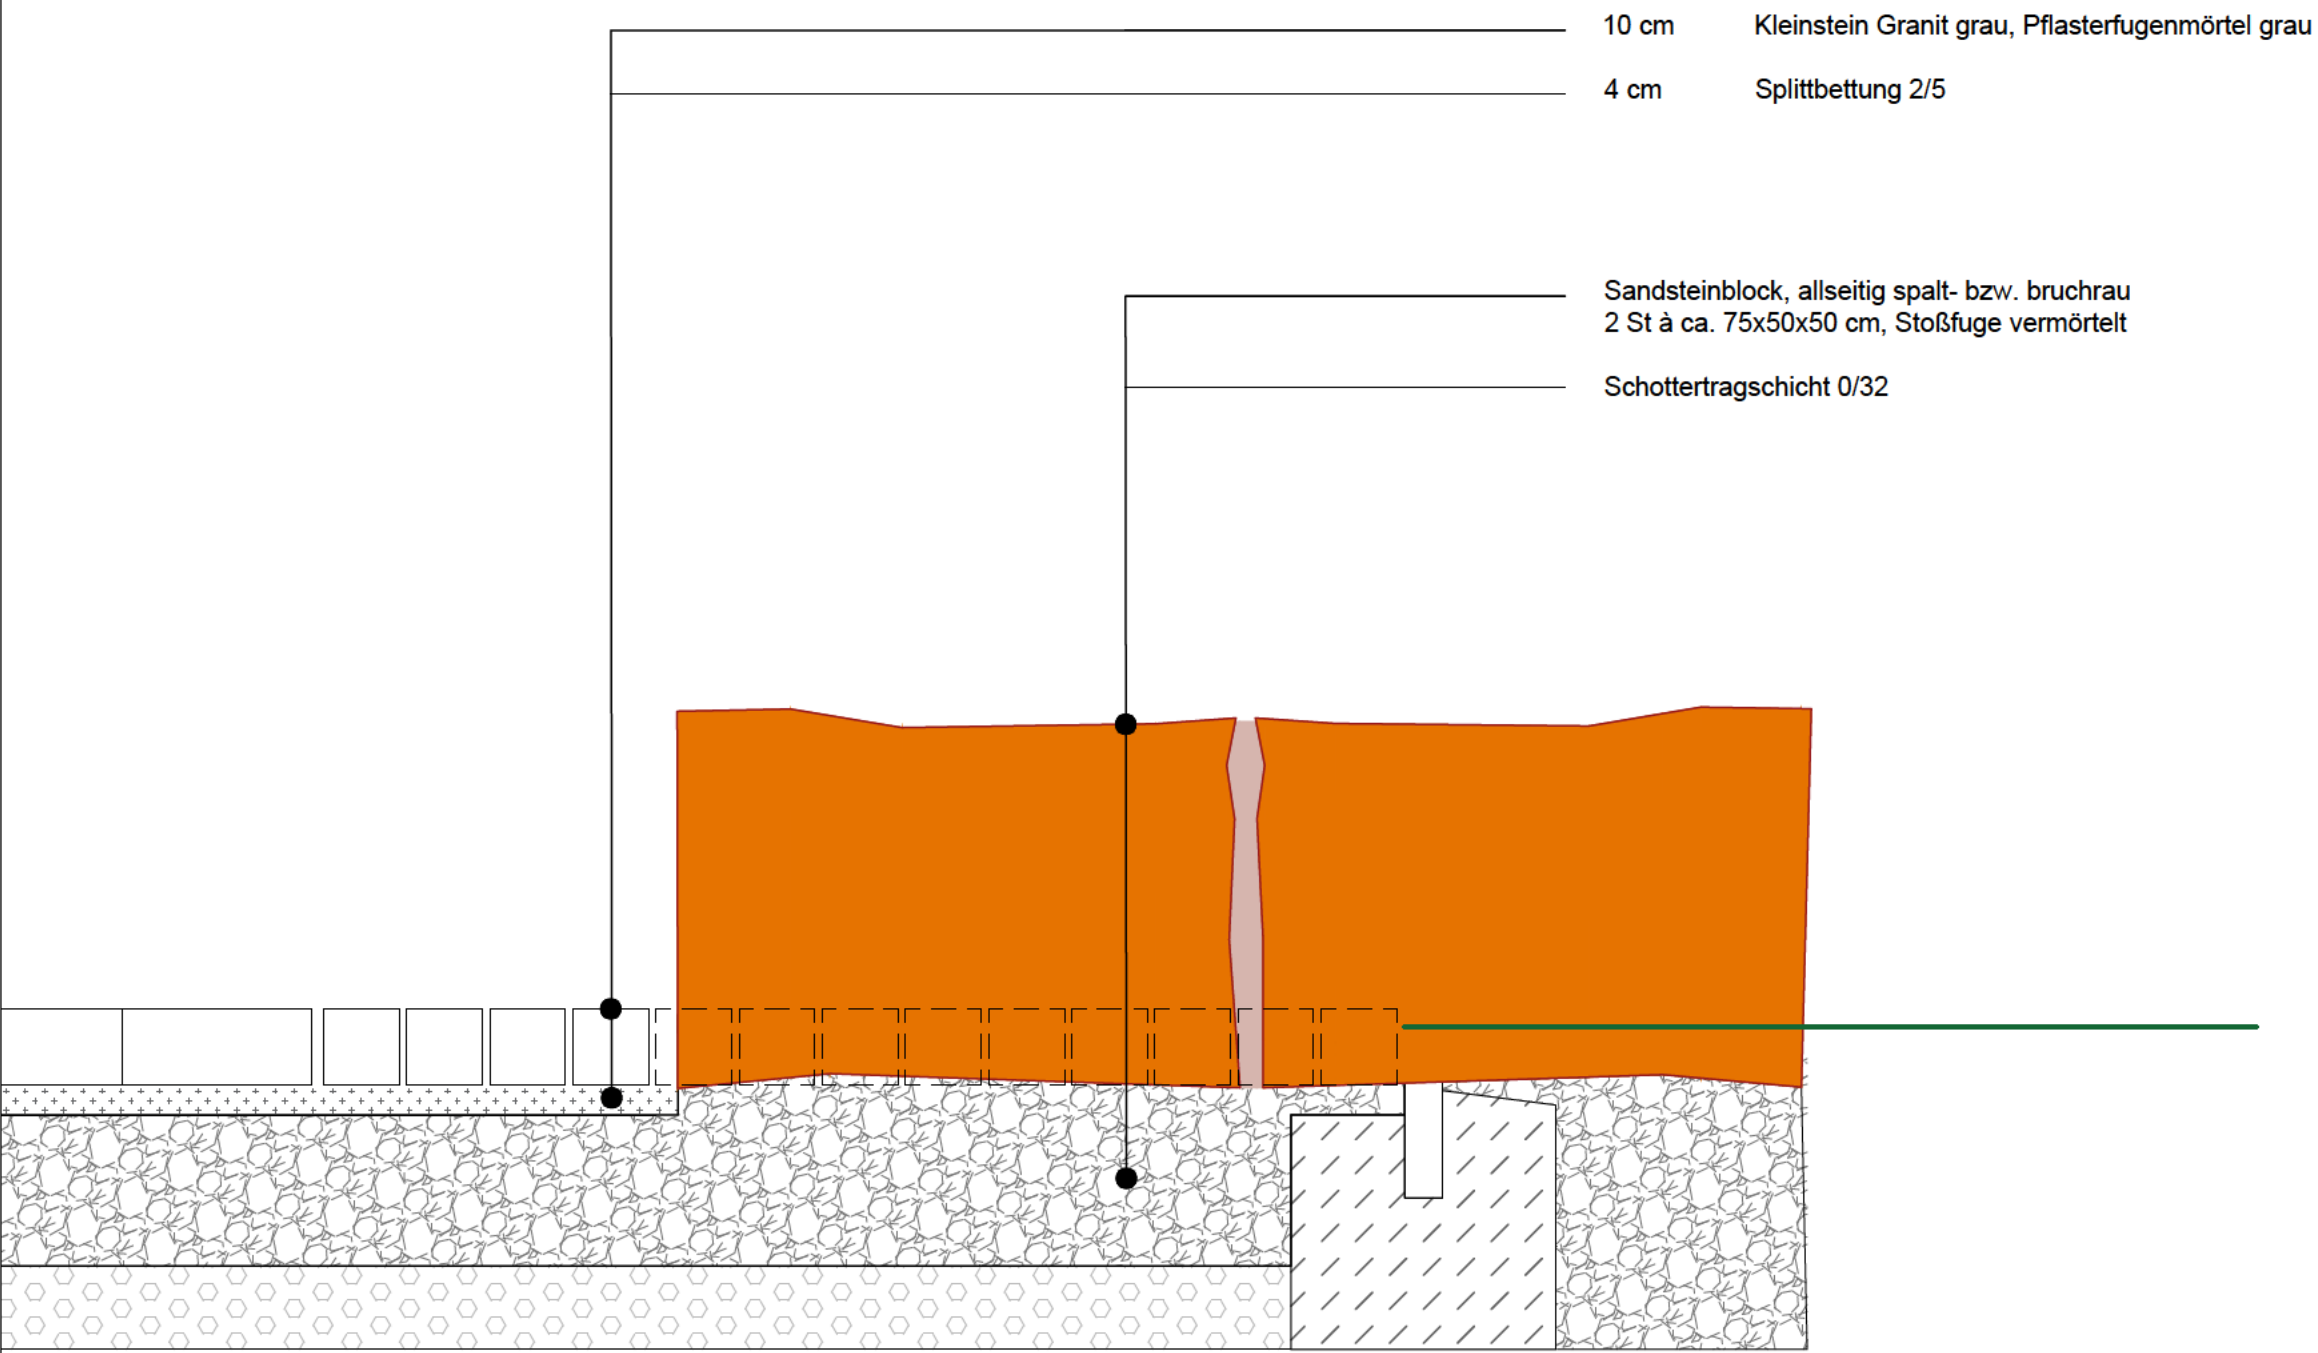 10 cm Kleinstein Granit grau, Pflasterfugenmörtel grau
4 cm Splittbettung 2/5
Sandsteinblock, allseitig spalt- bzw. bruchrau
2 St à ca. 75x50x50 cm, Stoßfuge vermörtelt
Schottertragschicht 0/32